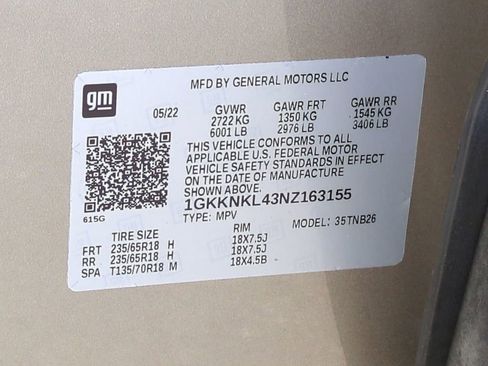 gm
MFD BY GENERAL MOTORS LLC
05/22 GVWR GAWR FRT GAWR RR
2722 KG 1350 KG 1545 KG
6001 LB 2976 LB 3406 LB
THIS VEHICLE CONFORMS TO ALL
APPLICABLE U.S. FEDERAL MOTOR
VEHICLE SAFETY STANDARDS IN EFFECT
ON THE DATE OF MANUFACTURE
SHOWN ABOVE.
1GKKNKL43NZ163155
615G
TYPE: MPV MODEL: 35TNB26
TIRE SIZE RIM
FRT 235/65R18 H 18X7.5J
RR 235/65R18 H 18X7.5J
SPA T135/70R18 M 18X4.5B